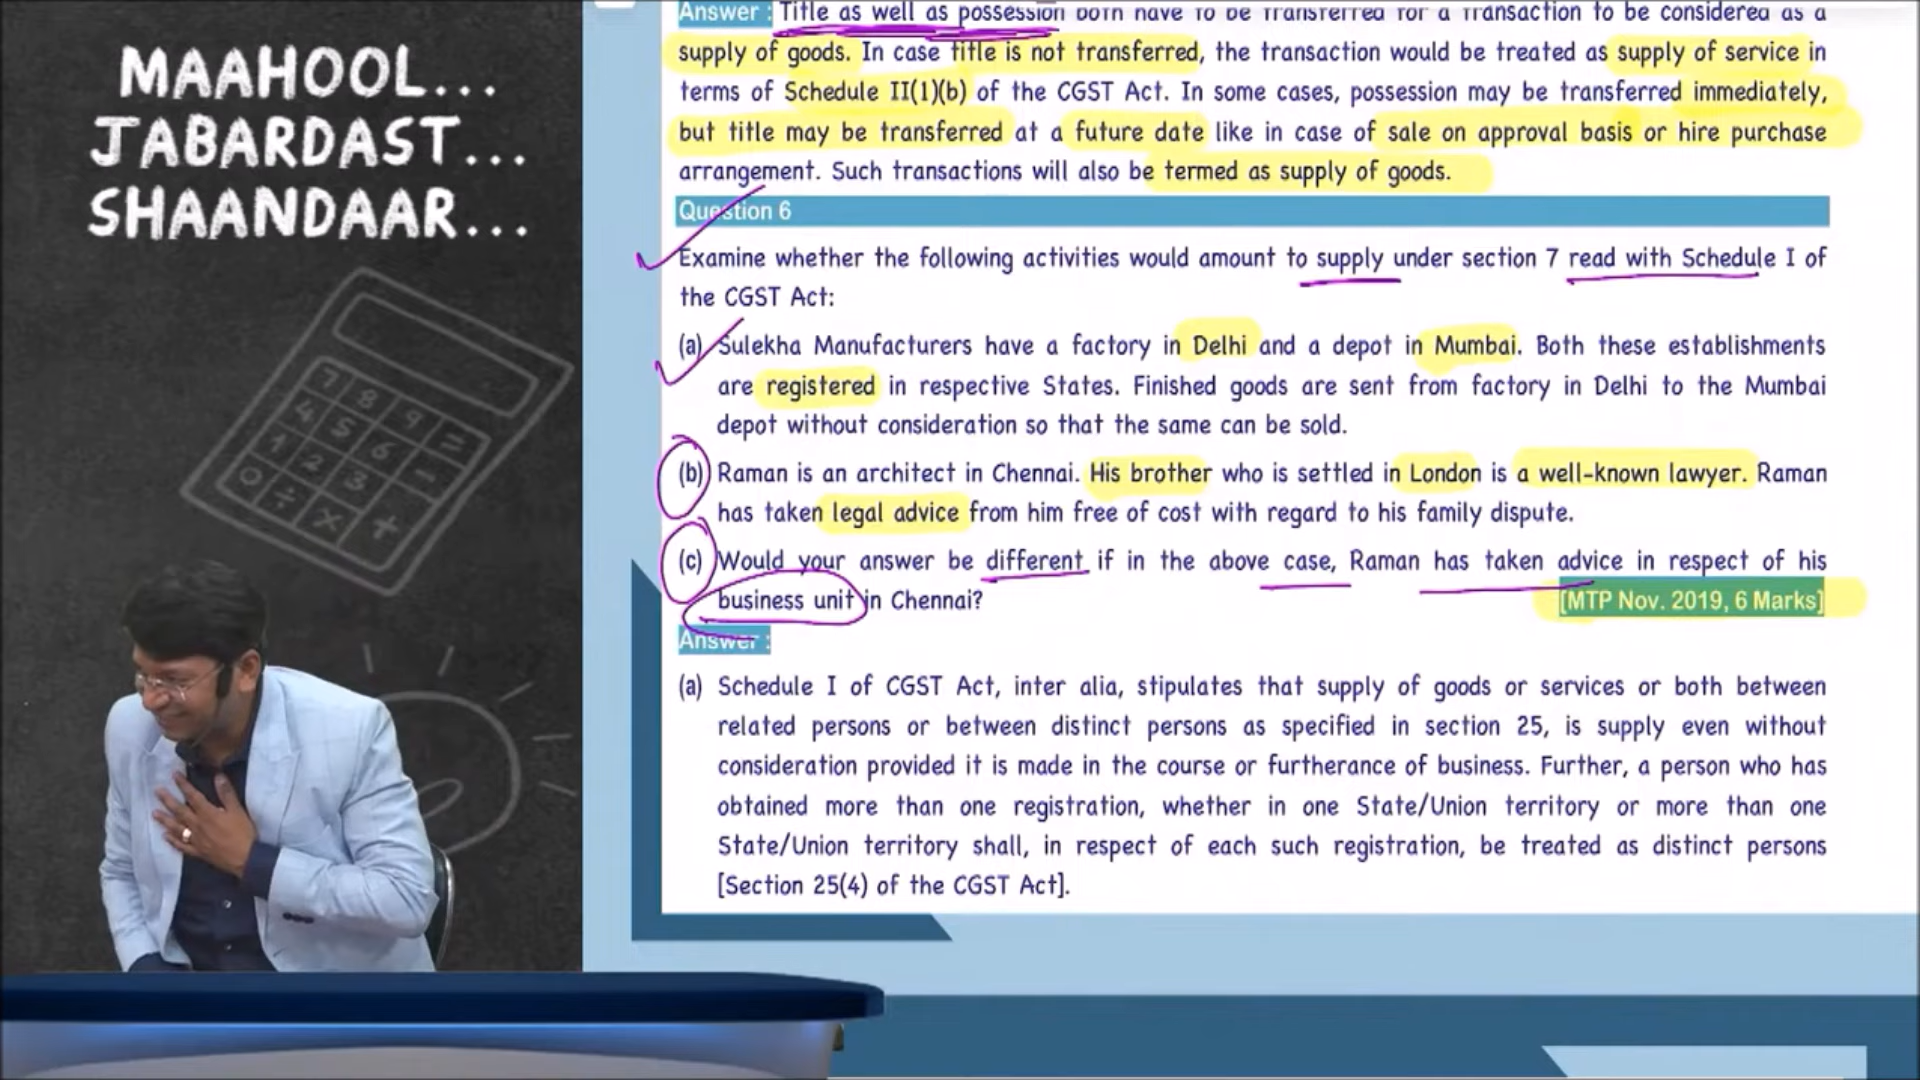 MAAHOOL...
JABARDAST...
SHAANDAAR...
Answer : Title as well as possession both have to be transferred for a transaction to be considered as a
supply of goods. In case title is not transferred, the transaction would be treated as supply of service in
terms of Schedule II(1)(b) of the CGST Act. In some cases, possession may be transferred immediately,
but title may be transferred at a future date like in case of sale on approval basis or hire purchase
arrangement. Such transactions will also be termed as supply of goods.
Question 6
Examine whether the following activities would amount to supply under section 7 read with Schedule I of
the CGST Act:
(a) Sulekha Manufacturers have a factory in Delhi and a depot in Mumbai. Both these establishments
are registered in respective States. Finished goods are sent from factory in Delhi to the Mumbai
depot without consideration so that the same can be sold.
(b) Raman is an architect in Chennai. His brother who is settled in London is a well-known lawyer. Raman
has taken legal advice from him free of cost with regard to his family dispute.
(c) Would your answer be different if in the above case, Raman has taken advice in respect of his
business unit in Chennai? [MTP Nov. 2019, 6 Marks]
Answer :
(a) Schedule I of CGST Act, inter alia, stipulates that supply of goods or services or both between
related persons or between distinct persons as specified in section 25, is supply even without
consideration provided it is made in the course or furtherance of business. Further, a person who has
obtained more than one registration, whether in one State/Union territory or more than one
State/Union territory shall, in respect of each such registration, be treated as distinct persons
[Section 25(4) of the CGST Act].
7 8 9 =
4 5 6 -
1 2 3 +
0 ÷ ×